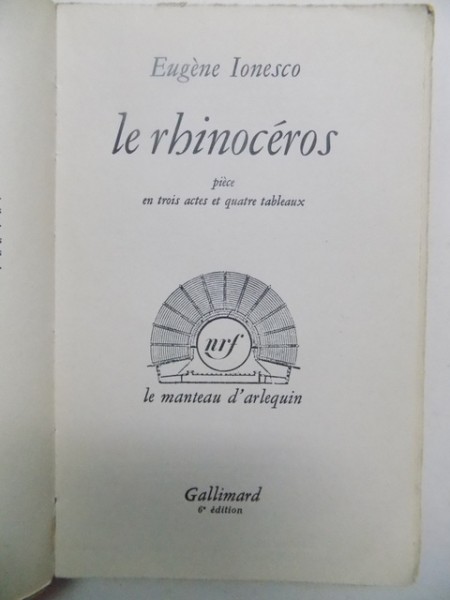 Eugène Ionesco
le rhinocéros
pièce
en trois actes et quatre tableaux
nrf
le manteau d'arlequin
Gallimard
6e édition